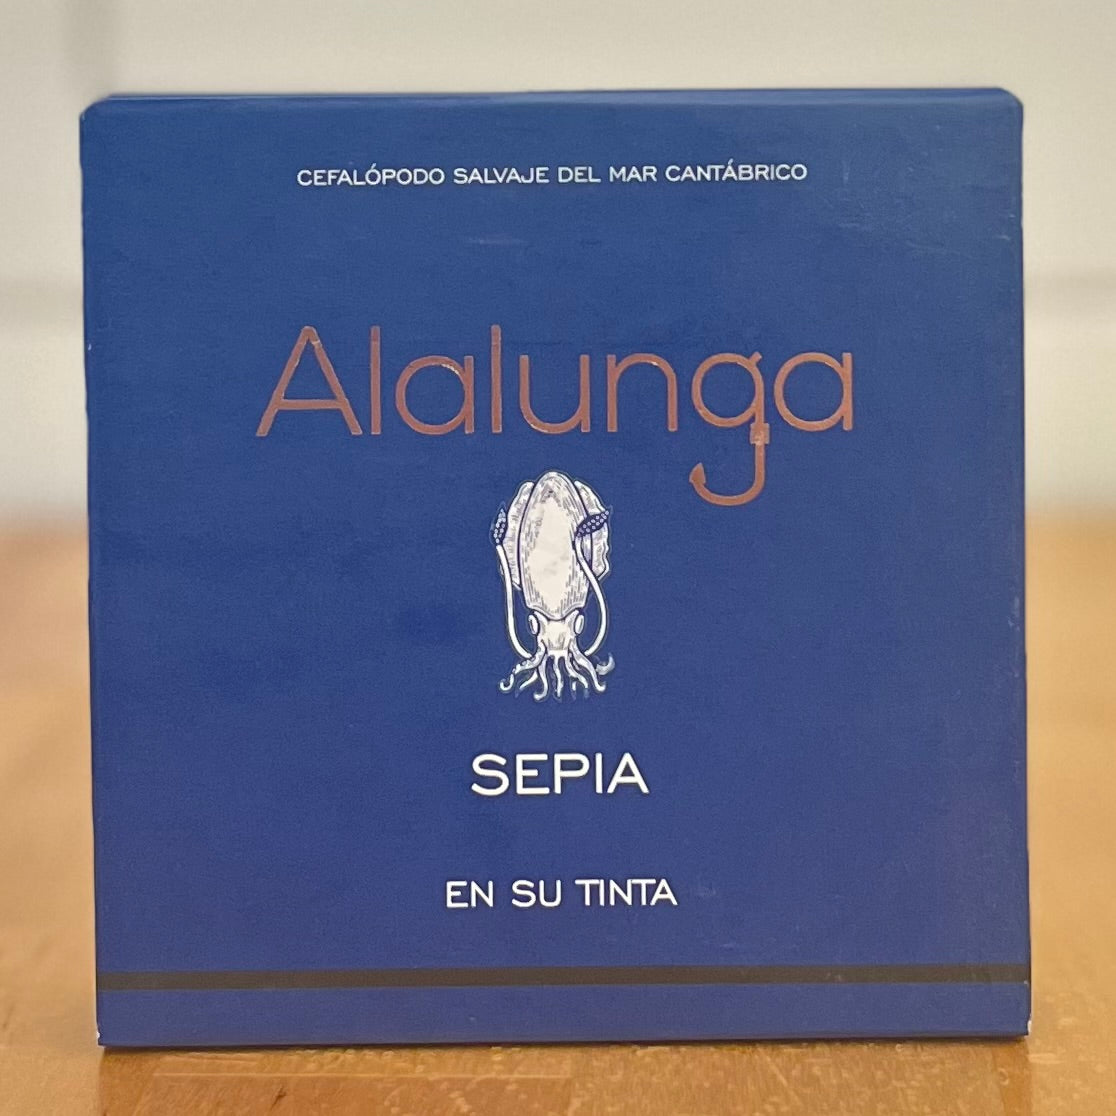 CEFALÓPODO SALVAJE DEL MAR CANTÁBRICO
Alalunga
SEPIA
EN SU TINTA